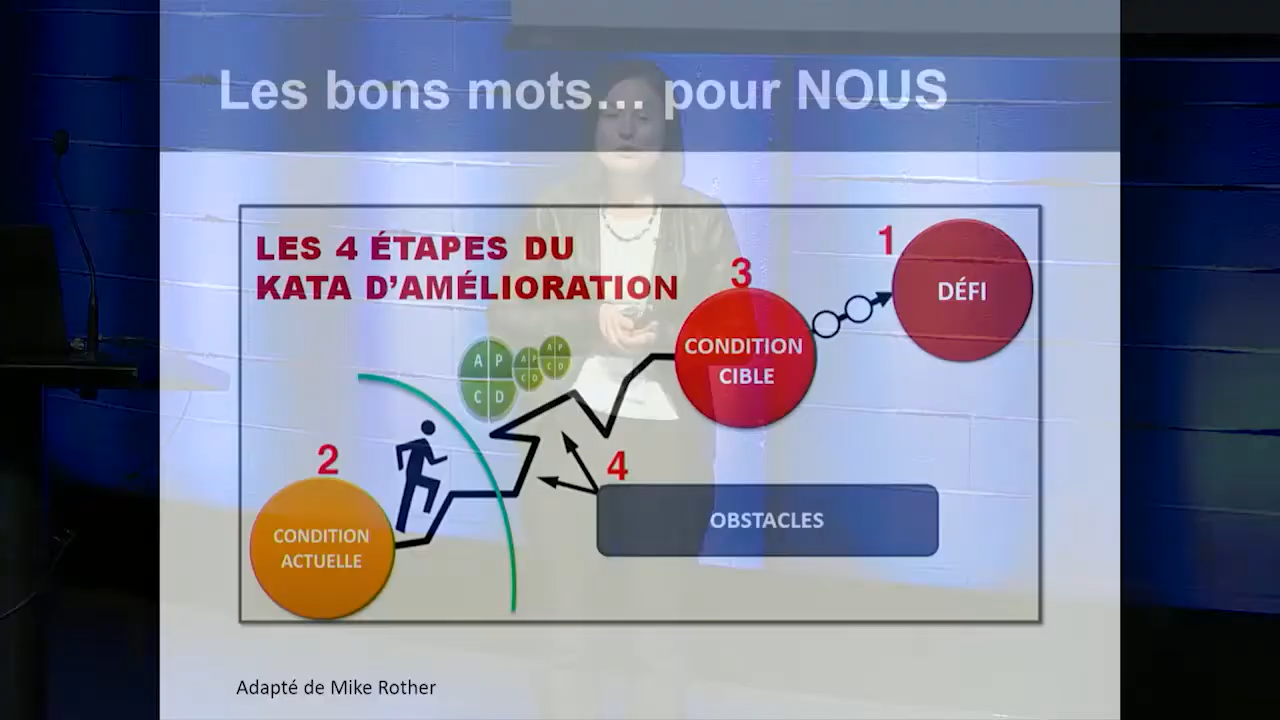 Les bons mots… pour NOUS
LES 4 ÉTAPES DU
KATA D'AMÉLIORATION
1
DÉFI
3
CONDITION
CIBLE
A P
C D
A P
C D
A P
C D
4
OBSTACLES
2
CONDITION
ACTUELLE
Adapté de Mike Rother